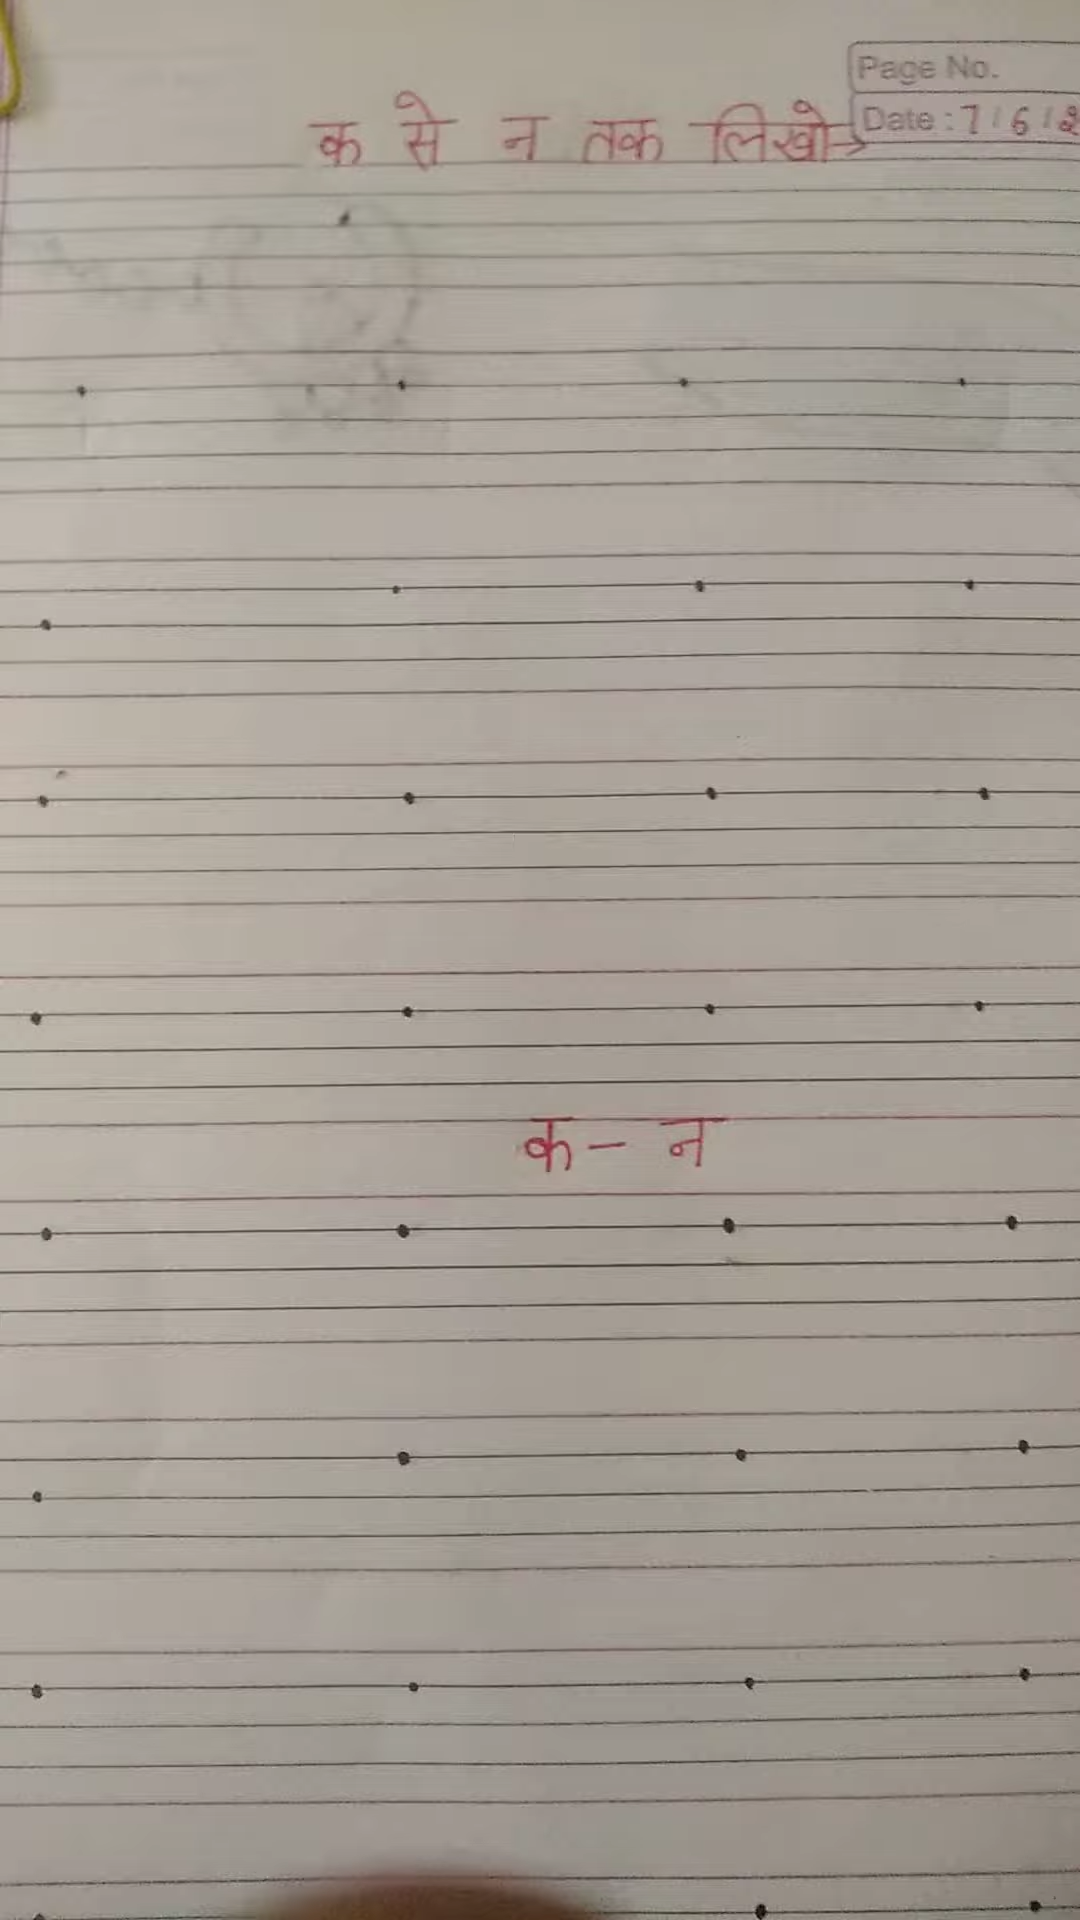 Page No.
Date : 7/6/2
क से न तक लिखो→
क - न